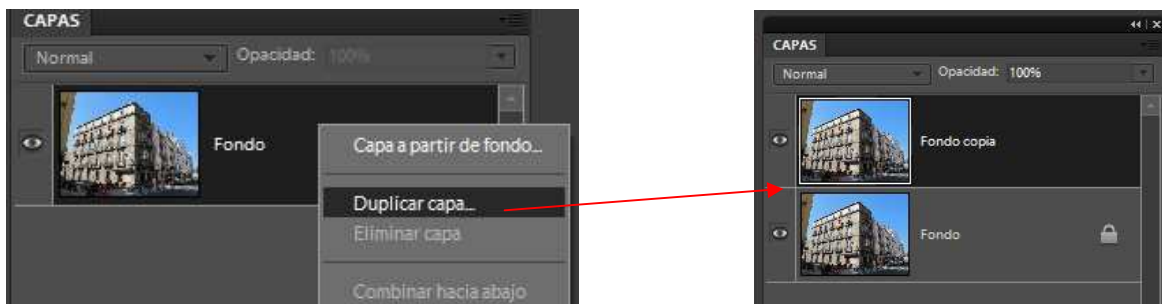 CAPAS
Normal Opacidad: 100%
Fondo
Capa a partir de fondo...
Duplicar capa...
Eliminar capa
Combinar hacia abajo
CAPAS
Normal Opacidad: 100%
Fondo copia
Fondo